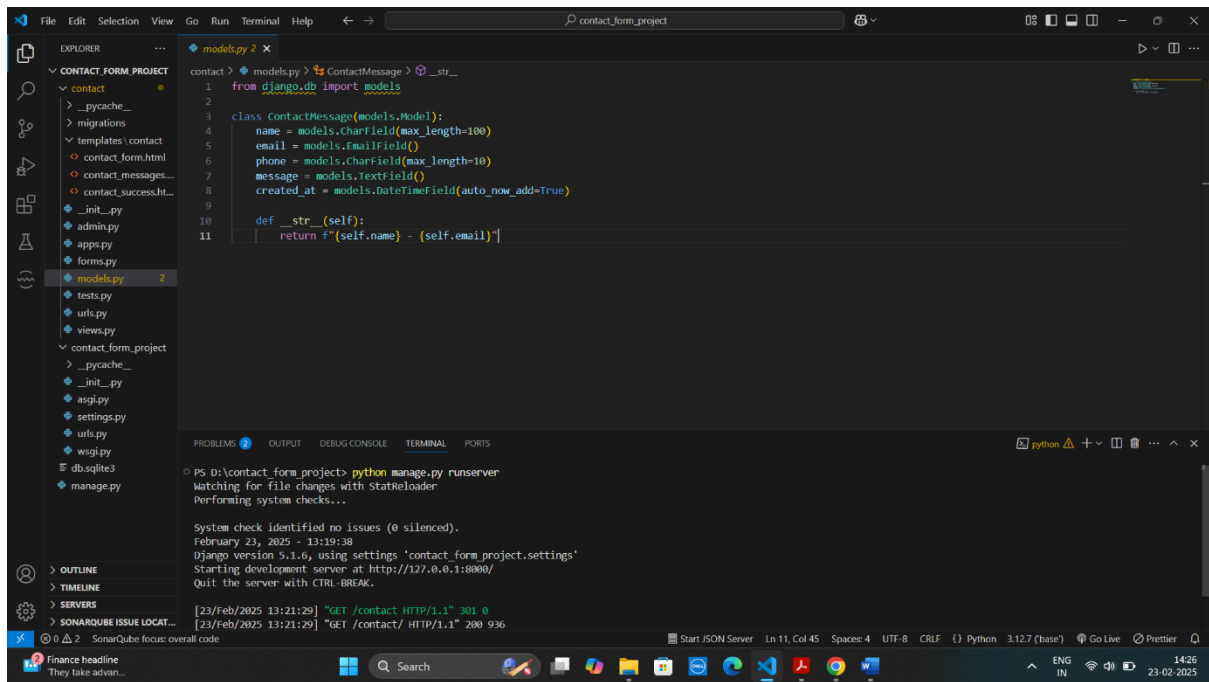 File Edit Selection View Go Run Terminal Help
contact_form_project
EXPLORER
CONTACT_FORM_PROJECT
contact
__pycache__
migrations
templates\contact
contact_form.html
contact_messages....
contact_success.ht...
__init__.py
admin.py
apps.py
forms.py
models.py 2
tests.py
urls.py
views.py
contact_form_project
__pycache__
__init__.py
asgi.py
settings.py
urls.py
wsgi.py
db.sqlite3
manage.py
OUTLINE
TIMELINE
SERVERS
SONARQUBE ISSUE LOCAT...
models.py 2
contact > models.py > ContactMessage > __str__
1 from django.db import models
2
3 class ContactMessage(models.Model):
4 name = models.CharField(max_length=100)
5 email = models.EmailField()
6 phone = models.CharField(max_length=10)
7 message = models.TextField()
8 created_at = models.DateTimeField(auto_now_add=True)
9
10 def __str__(self):
11 return f"{self.name} - {self.email}"
PROBLEMS 2 OUTPUT DEBUG CONSOLE TERMINAL PORTS
python
PS D:\contact_form_project> python manage.py runserver
Watching for file changes with StatReloader
Performing system checks...
System check identified no issues (0 silenced).
February 23, 2025 - 13:19:38
Django version 5.1.6, using settings 'contact_form_project.settings'
Starting development server at http://127.0.0.1:8000/
Quit the server with CTRL-BREAK.
[23/Feb/2025 13:21:29] "GET /contact HTTP/1.1" 301 0
[23/Feb/2025 13:21:29] "GET /contact/ HTTP/1.1" 200 936
0 2 SonarQube focus: overall code
Start JSON Server Ln 11, Col 45 Spaces: 4 UTF-8 CRLF {} Python 3.12.7 ('base') Go Live Prettier
2
Finance headline
'They take advan...
Search
DELL
ENG
IN
14:26
23-02-2025